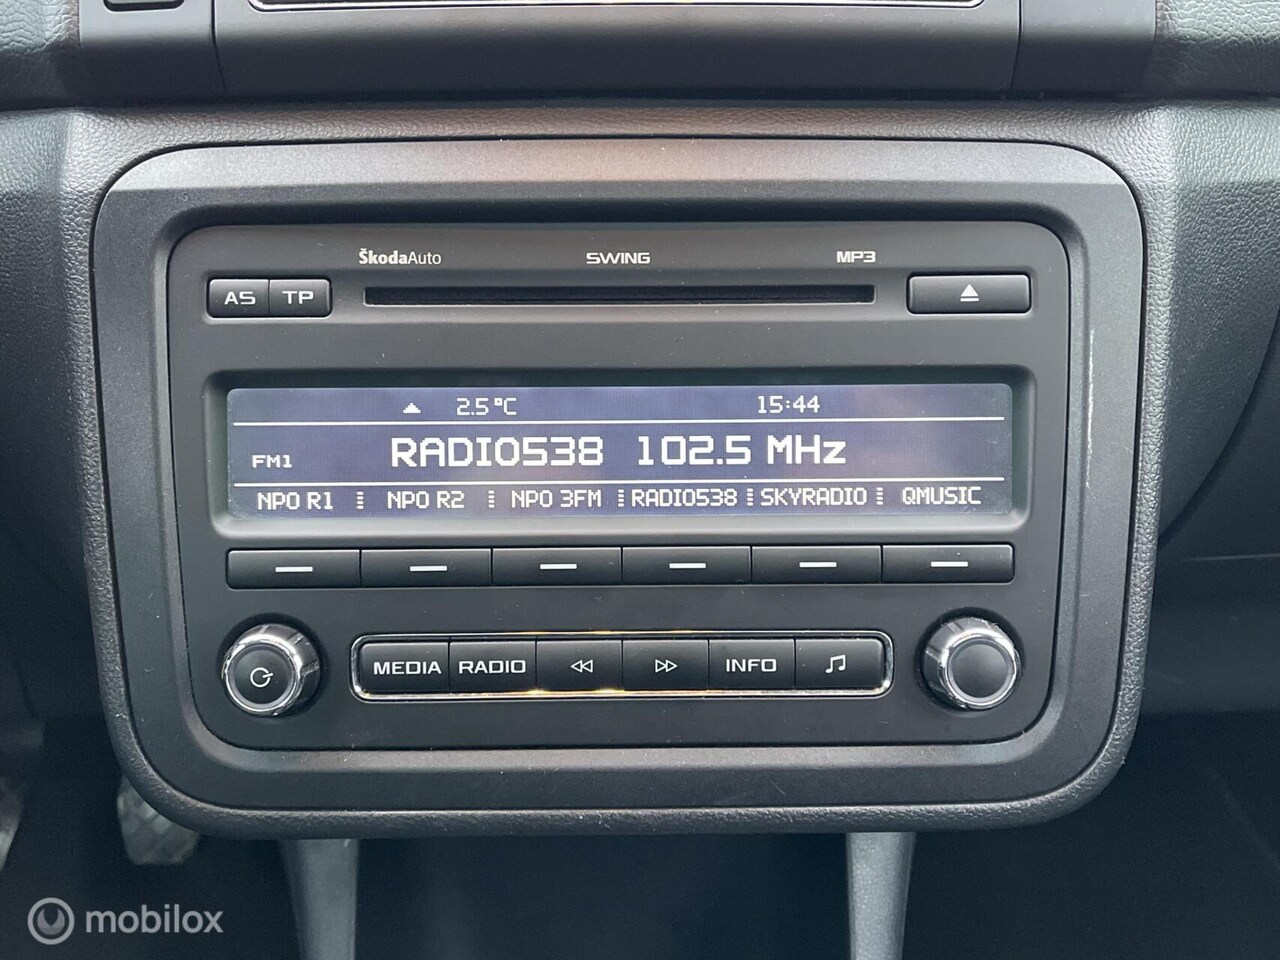 ŠkodaAuto SWING MP3
AS TP
2.5°C 15:44
FM1 RADIO538 102.5 MHz
NPO R1 NPO R2 NPO 3FM RADIO538 SKYRADIO QMUSIC
MEDIA RADIO INFO
mobilox